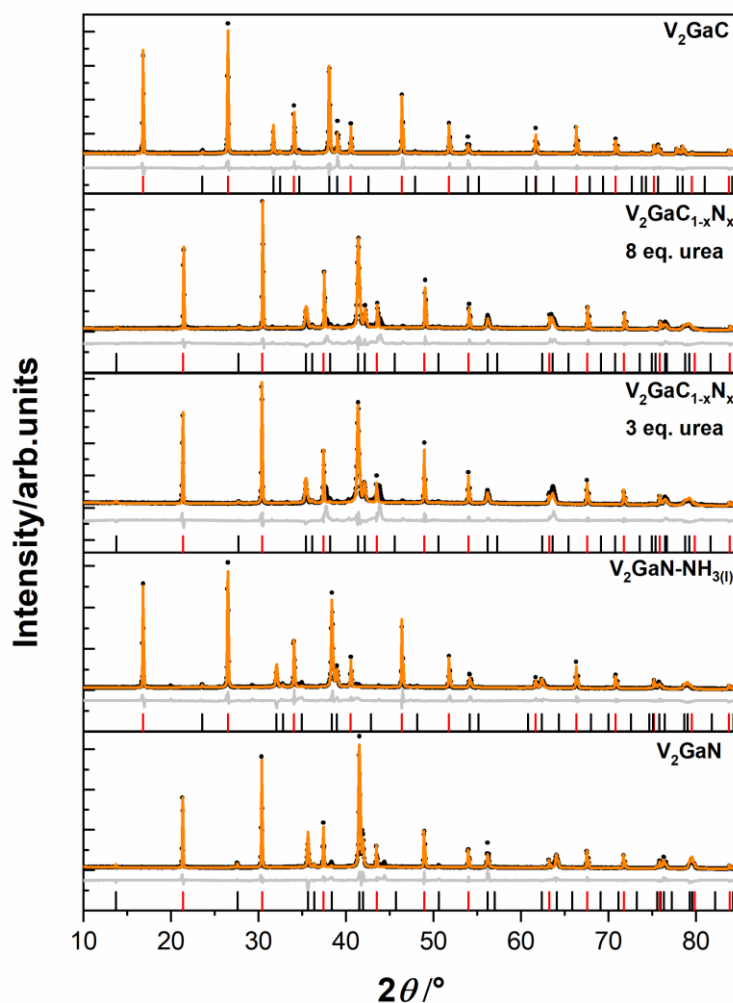 V₂GaC
V₂GaC₁₋ₓNₓ
8 eq. urea
V₂GaC₁₋ₓNₓ
3 eq. urea
V₂GaN-NH₃₍ₗ₎
V₂GaN
Intensity/arb.units
10 20 30 40 50 60 70 80
2θ/°